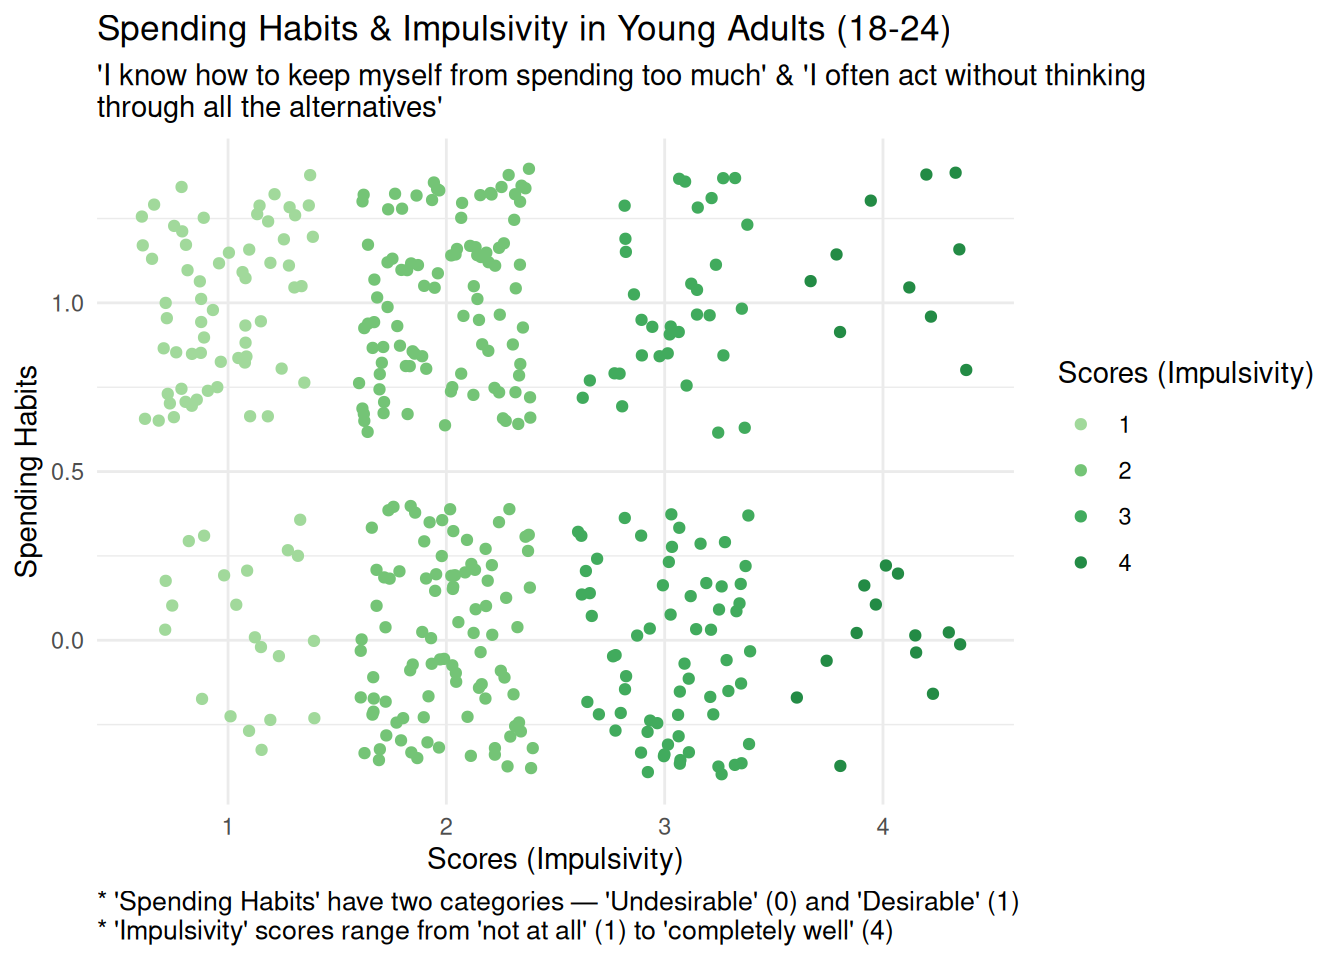 Spending Habits & Impulsivity in Young Adults (18-24)
'I know how to keep myself from spending too much' & 'I often act without thinking
through all the alternatives'
Spending Habits
1.0
0.5
0.0
1
2
3
4
Scores (Impulsivity)
Scores (Impulsivity)
1
2
3
4
* 'Spending Habits' have two categories — 'Undesirable' (0) and 'Desirable' (1)
* 'Impulsivity' scores range from 'not at all' (1) to 'completely well' (4)